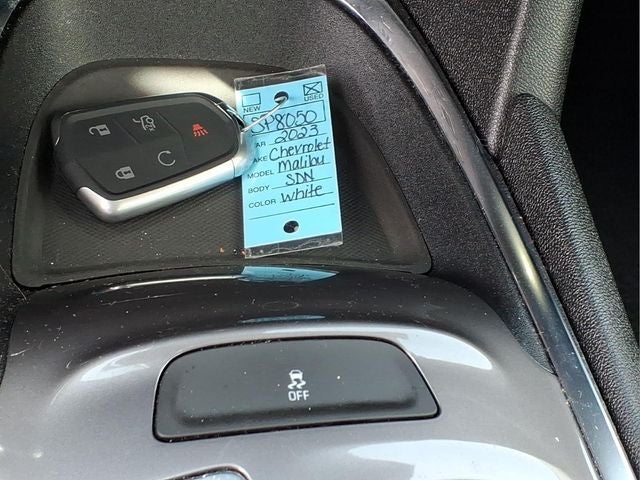 NEW USED
SP8050
AR 2023
AKE Chevrolet
MODEL Malibu
BODY SDN
COLOR White
OFF